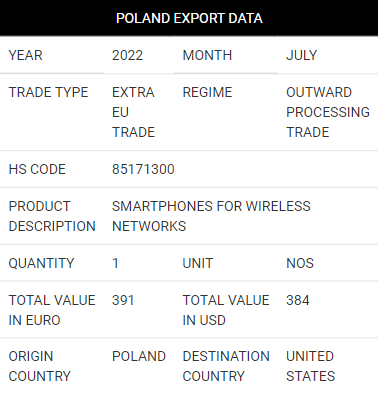 POLAND EXPORT DATA
YEAR 2022 MONTH JULY
TRADE TYPE EXTRA REGIME OUTWARD
EU PROCESSING
TRADE TRADE
HS CODE 85171300
PRODUCT SMARTPHONES FOR WIRELESS
DESCRIPTION NETWORKS
QUANTITY 1 UNIT NOS
TOTAL VALUE 391 TOTAL VALUE 384
IN EURO IN USD
ORIGIN POLAND DESTINATION UNITED
COUNTRY COUNTRY STATES